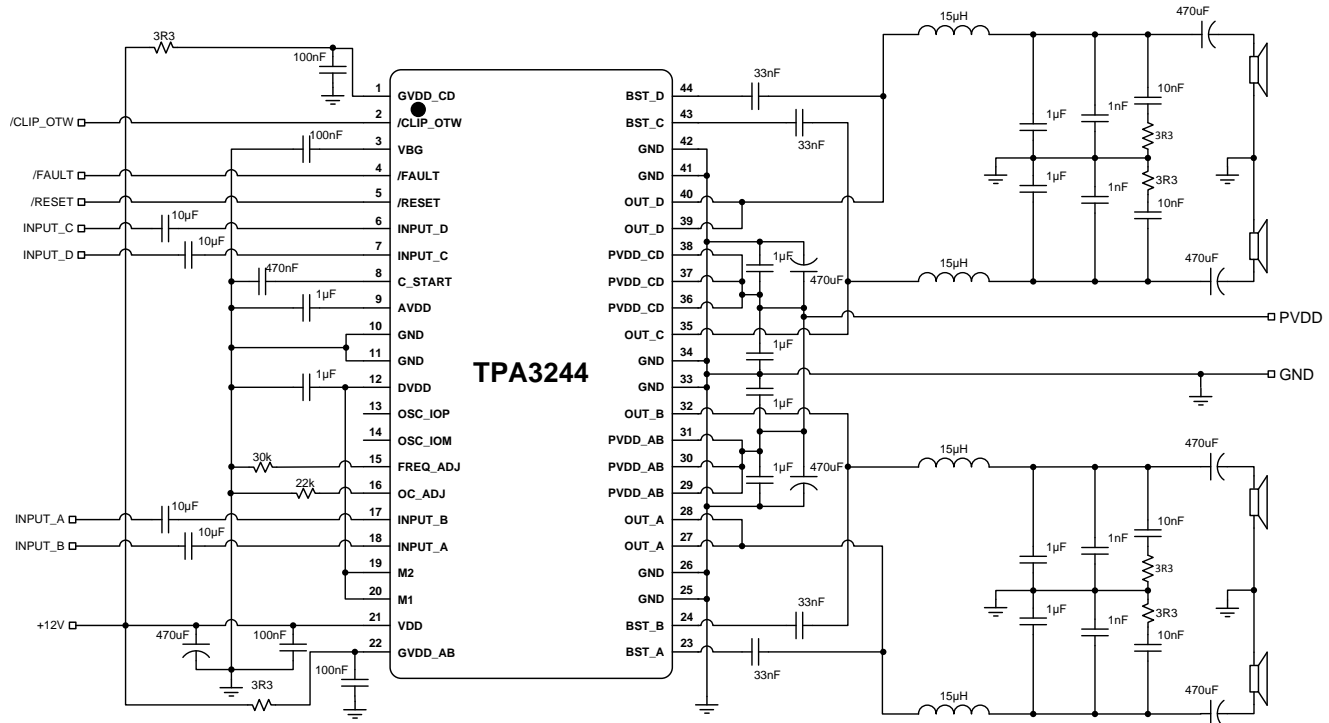 3R3
100nF
/CLIP_OTW
100nF
/FAULT
/RESET
INPUT_C
10µF
INPUT_D
10µF
470nF
1µF
1µF
30k
22k
INPUT_A
10µF
INPUT_B
10µF
+12V
470uF
100nF
100nF
3R3
1 GVDD_CD
2 /CLIP_OTW
3 VBG
4 /FAULT
5 /RESET
6 INPUT_D
7 INPUT_C
8 C_START
9 AVDD
10 GND
11 GND
12 DVDD
13 OSC_IOP
14 OSC_IOM
15 FREQ_ADJ
16 OC_ADJ
17 INPUT_B
18 INPUT_A
19 M2
20 M1
21 VDD
22 GVDD_AB
TPA3244
BST_D 44
BST_C 43
GND 42
GND 41
OUT_D 40
OUT_D 39
PVDD_CD 38
PVDD_CD 37
PVDD_CD 36
OUT_C 35
GND 34
GND 33
OUT_B 32
PVDD_AB 31
PVDD_AB 30
PVDD_AB 29
OUT_A 28
OUT_A 27
GND 26
GND 25
BST_B 24
BST_A 23
33nF
33nF
1µF
470uF
1µF
1µF
1µF
470uF
33nF
33nF
15µH
470uF
10nF
1µF
1nF
3R3
1µF
1nF
3R3
10nF
15µH
470uF
PVDD
GND
15µH
470uF
10nF
1µF
1nF
3R3
1µF
1nF
3R3
10nF
15µH
470uF